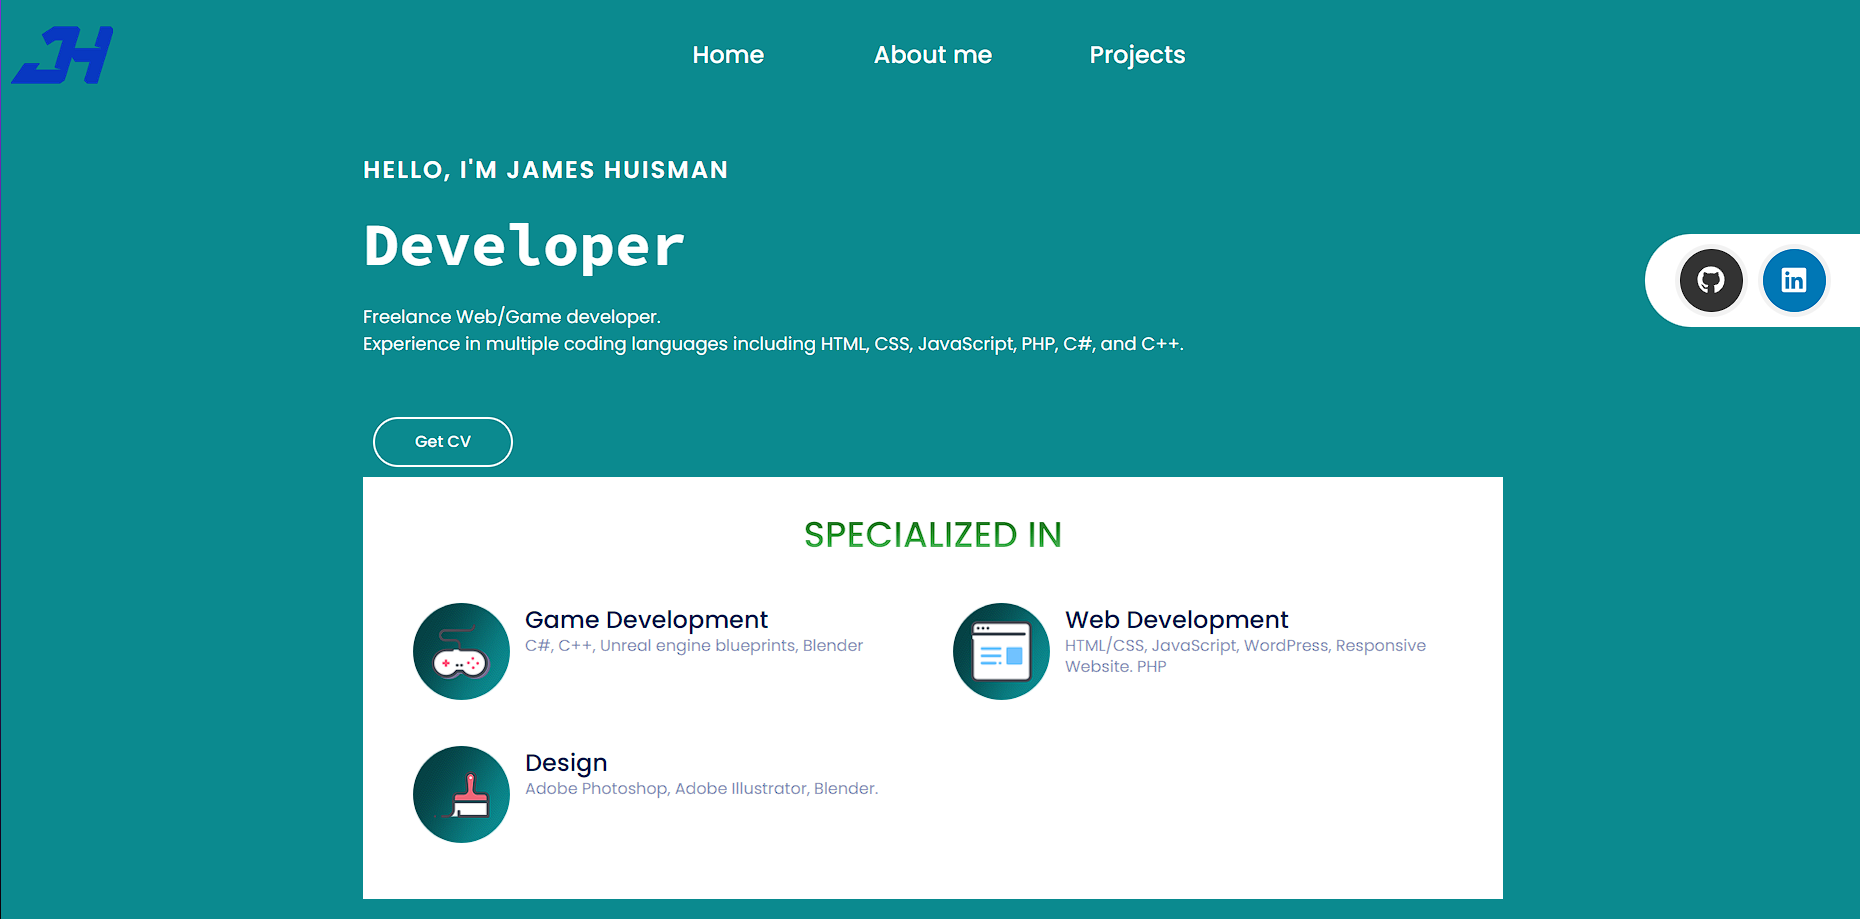 JH
Home About me Projects
HELLO, I'M JAMES HUISMAN
Developer
Freelance Web/Game developer.
Experience in multiple coding languages including HTML, CSS, JavaScript, PHP, C#, and C++.
in
Get CV
SPECIALIZED IN
Game Development
C#, C++, Unreal engine blueprints, Blender
Web Development
HTML/CSS, JavaScript, WordPress, Responsive
Website. PHP
Design
Adobe Photoshop, Adobe Illustrator, Blender.